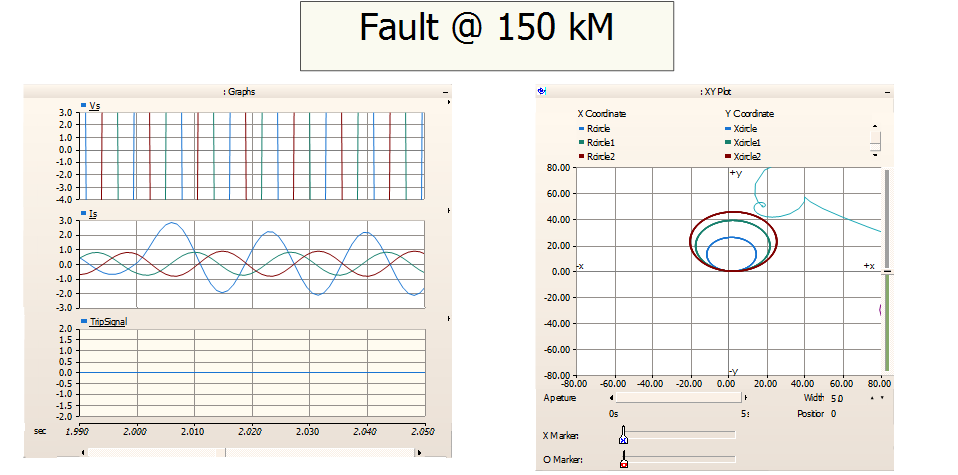 Fault @ 150 kM
: Graphs
Vs
3.0
2.0
1.0
0.0
-1.0
-2.0
-3.0
-4.0
Is
3.0
2.0
1.0
0.0
-1.0
-2.0
-3.0
TripSignal
2.0
1.5
1.0
0.5
0.0
-0.5
-1.0
-1.5
-2.0
sec 1.990 2.000 2.010 2.020 2.030 2.040 2.050
: XY Plot
X Coordinate Y Coordinate
Rcircle Xcircle
Rcircle1 Xcircle1
Rcircle2 Xcircle2
80.00 +y
60.00
40.00
20.00
0.00 -x +x
-20.00
-40.00
-60.00
-80.00 -y
-80.00 -60.00 -40.00 -20.00 0.00 20.00 40.00 60.00 80.00
Aperture Width 5.0
0s 5s Position 0
X Marker:
O Marker: